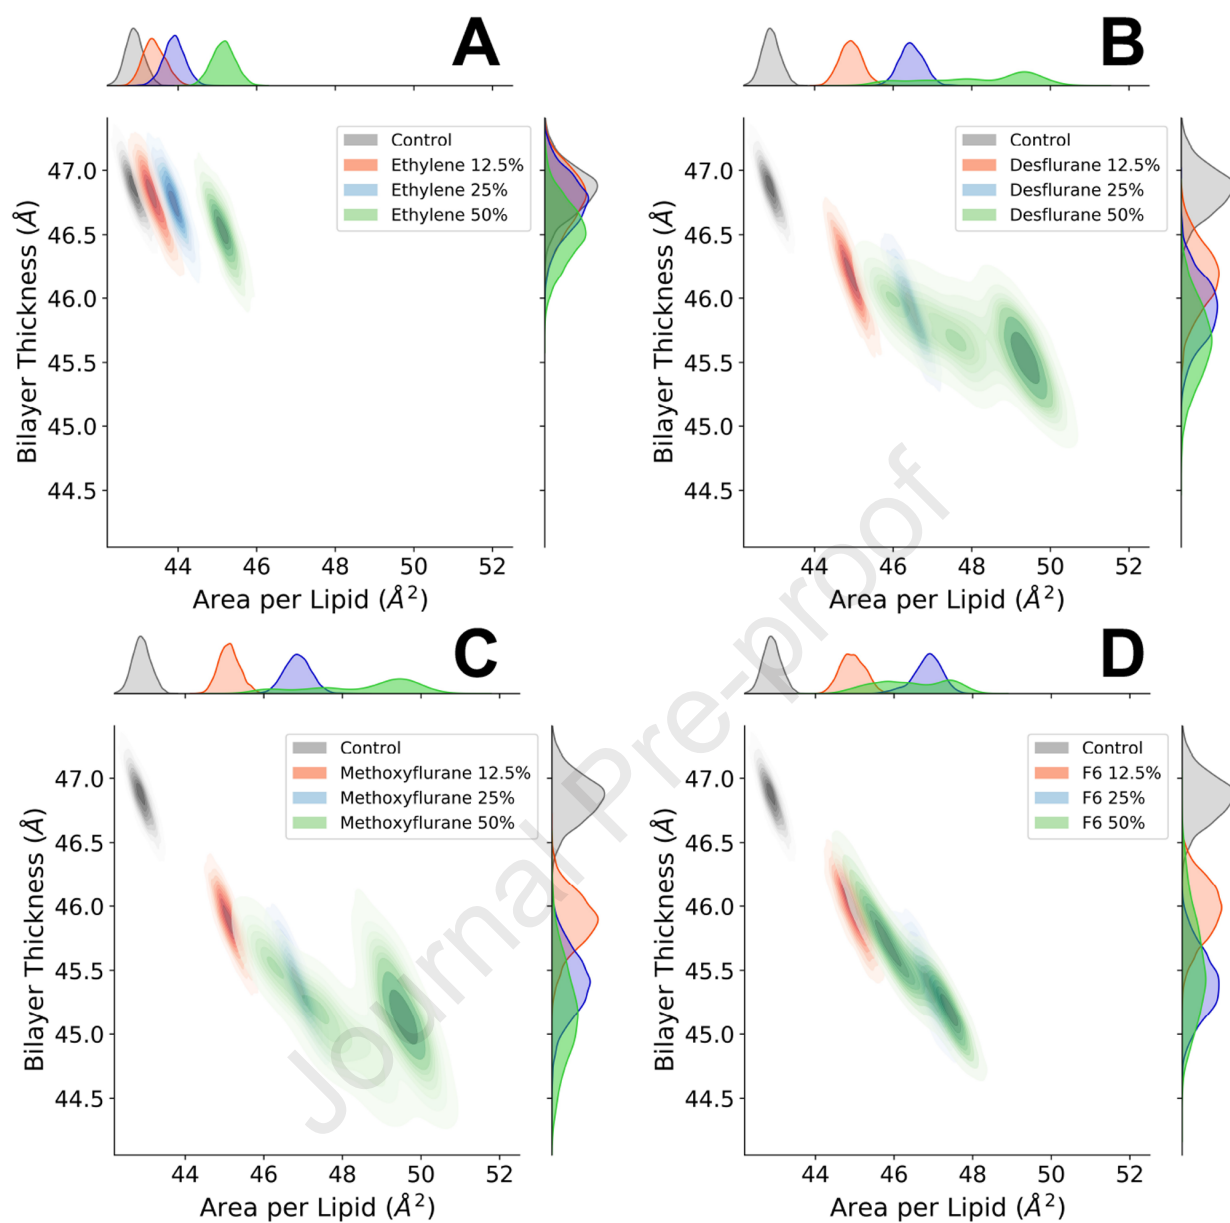 A
Control
Ethylene 12.5%
Ethylene 25%
Ethylene 50%
47.0
46.5
46.0
45.5
45.0
44.5
Bilayer Thickness (Å)
44 46 48 50 52
Area per Lipid (Å²)
B
Control
Desflurane 12.5%
Desflurane 25%
Desflurane 50%
47.0
46.5
46.0
45.5
45.0
44.5
Bilayer Thickness (Å)
44 46 48 50 52
Area per Lipid (Å²)
C
Control
Methoxyflurane 12.5%
Methoxyflurane 25%
Methoxyflurane 50%
47.0
46.5
46.0
45.5
45.0
44.5
Bilayer Thickness (Å)
44 46 48 50 52
Area per Lipid (Å²)
D
Control
F6 12.5%
F6 25%
F6 50%
47.0
46.5
46.0
45.5
45.0
44.5
Bilayer Thickness (Å)
44 46 48 50 52
Area per Lipid (Å²)
Journal Pre-proof